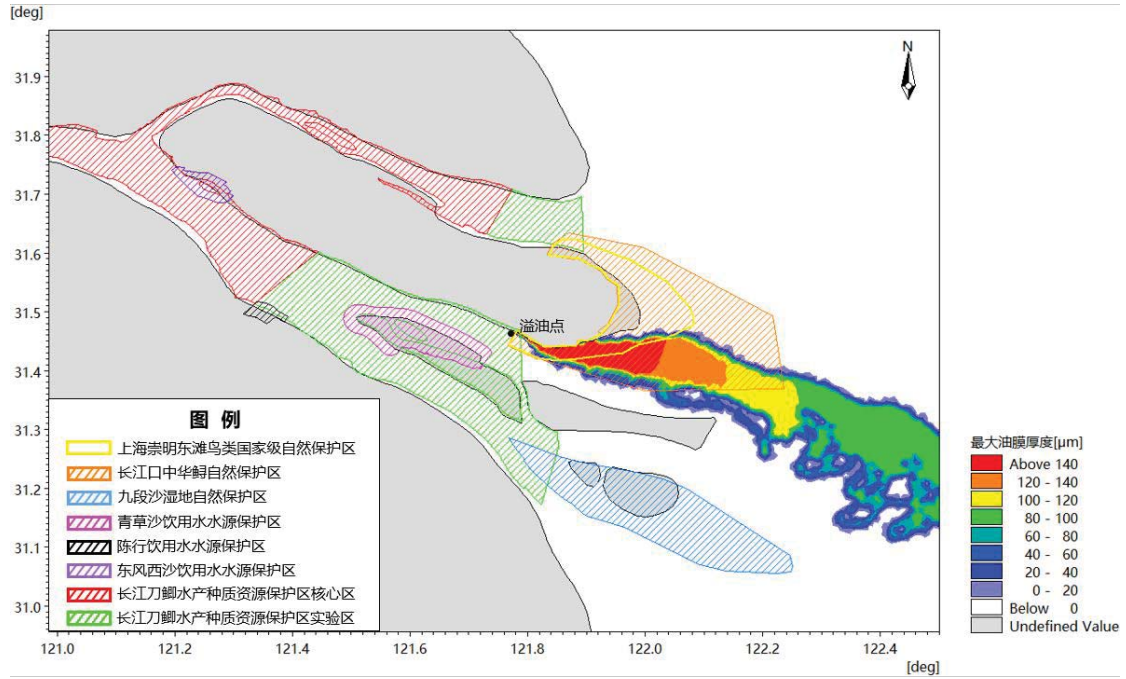 [deg]
N
31.9
31.8
31.7
31.6
31.5
31.4
31.3
31.2
31.1
31.0
溢油点
图 例
上海崇明东滩鸟类国家级自然保护区
长江口中华鲟自然保护区
九段沙湿地自然保护区
青草沙饮用水水源保护区
陈行饮用水水源保护区
东风西沙饮用水水源保护区
长江刀鲫水产种质资源保护区核心区
长江刀鲫水产种质资源保护区实验区
121.0 121.2 121.4 121.6 121.8 122.0 122.2 122.4
[deg]
最大油膜厚度[μm]
Above 140
120 - 140
100 - 120
80 - 100
60 - 80
40 - 60
20 - 40
0 - 20
Below 0
Undefined Value